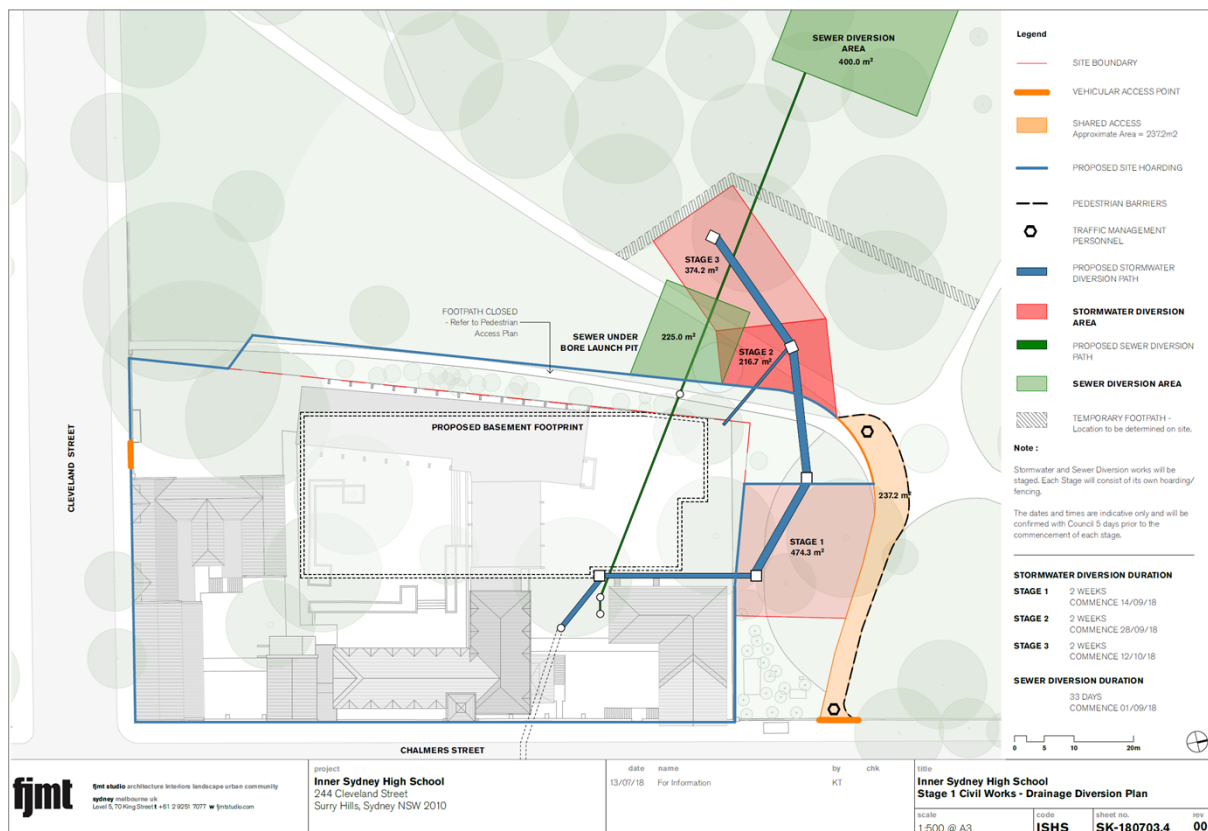 SEWER DIVERSION
AREA
400.0 m²
STAGE 3
374.2 m²
FOOTPATH CLOSED
- Refer to Pedestrian
Access Plan
SEWER UNDER
BORE LAUNCH PIT
225.0 m²
STAGE 2
216.7 m²
PROPOSED BASEMENT FOOTPRINT
CLEVELAND STREET
237.2 m²
STAGE 1
474.3 m²
CHALMERS STREET
Legend
SITE BOUNDARY
VEHICULAR ACCESS POINT
SHARED ACCESS
Approximate Area = 237.2m2
PROPOSED SITE HOARDING
PEDESTRIAN BARRIERS
TRAFFIC MANAGEMENT
PERSONNEL
PROPOSED STORMWATER
DIVERSION PATH
STORMWATER DIVERSION
AREA
PROPOSED SEWER DIVERSION
PATH
SEWER DIVERSION AREA
TEMPORARY FOOTPATH -
Location to be determined on site.
Note :
Stormwater and Sewer Diversion works will be
staged. Each Stage will consist of its own hoarding/
fencing.
The dates and times are indicative only and will be
confirmed with Council 5 days prior to the
commencement of each stage.
STORMWATER DIVERSION DURATION
STAGE 1 2 WEEKS
COMMENCE 14/09/18
STAGE 2 2 WEEKS
COMMENCE 28/09/18
STAGE 3 2 WEEKS
COMMENCE 12/10/18
SEWER DIVERSION DURATION
33 DAYS
COMMENCE 01/09/18
0 5 10 20m
fjmt
fjmt studio architecture interiors landscape urban community
sydney melbourne uk
Level 5, 70 King Street t +61 2 9251 7077 w fjmtstudio.com
project
Inner Sydney High School
244 Cleveland Street
Surry Hills, Sydney NSW 2010
date name by chk
13/07/18 For Information KT
title
Inner Sydney High School
Stage 1 Civil Works - Drainage Diversion Plan
scale code sheet no. rev
1:500 @ A3 ISHS SK-180703.4 00